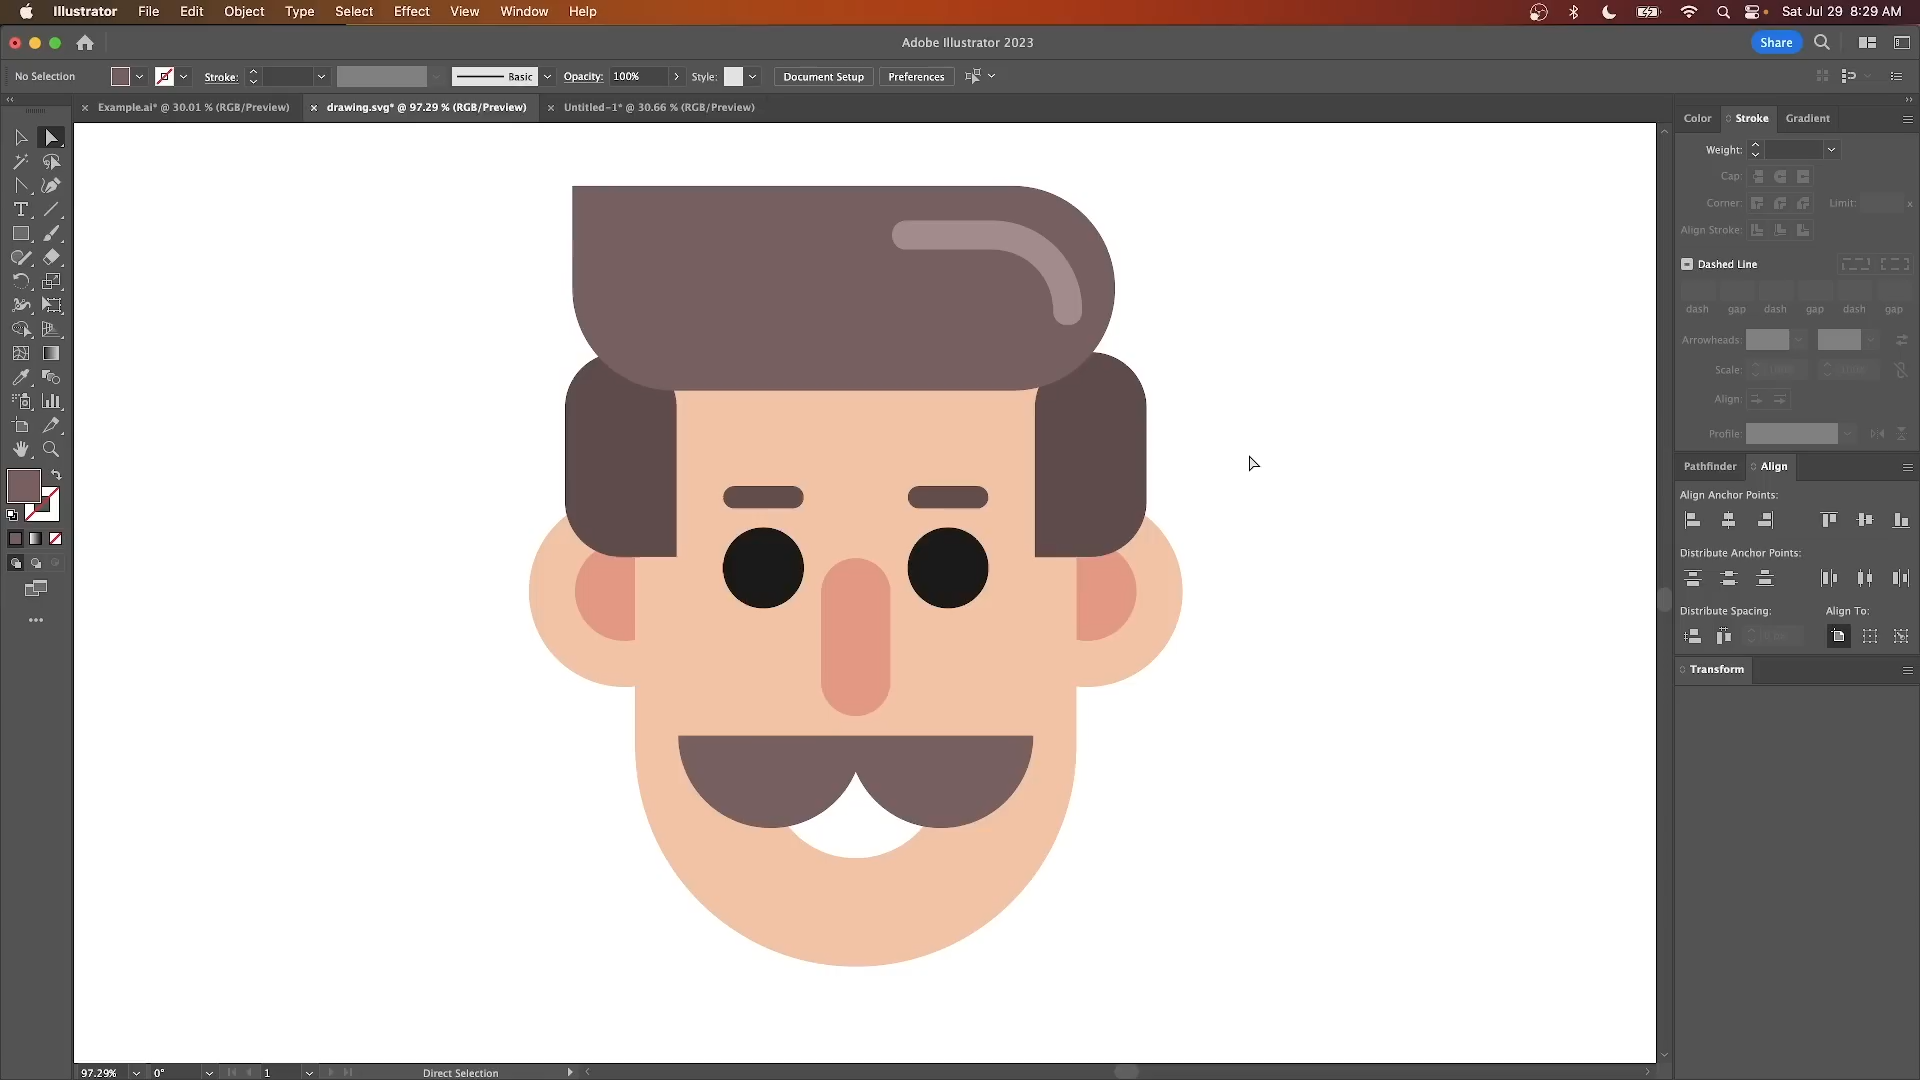 Illustrator File Edit Object Type Select Effect View Window Help Sat Jul 29 8:29 AM
Adobe Illustrator 2023 Share
No Selection Stroke: Basic Opacity: 100% Style: Document Setup Preferences
Example.ai* @ 30.01 % (RGB/Preview) drawing.svg* @ 97.29 % (RGB/Preview) Untitled-1* @ 30.66 % (RGB/Preview)
Color Stroke Gradient
Weight:
Cap:
Corner: Limit: x
Align Stroke:
Dashed Line
dash gap dash gap dash gap
Arrowheads:
Scale:
Align:
Profile:
Pathfinder Align
Align Anchor Points:
Distribute Anchor Points:
Distribute Spacing: Align To:
Transform
97.29% 0° 1 Direct Selection